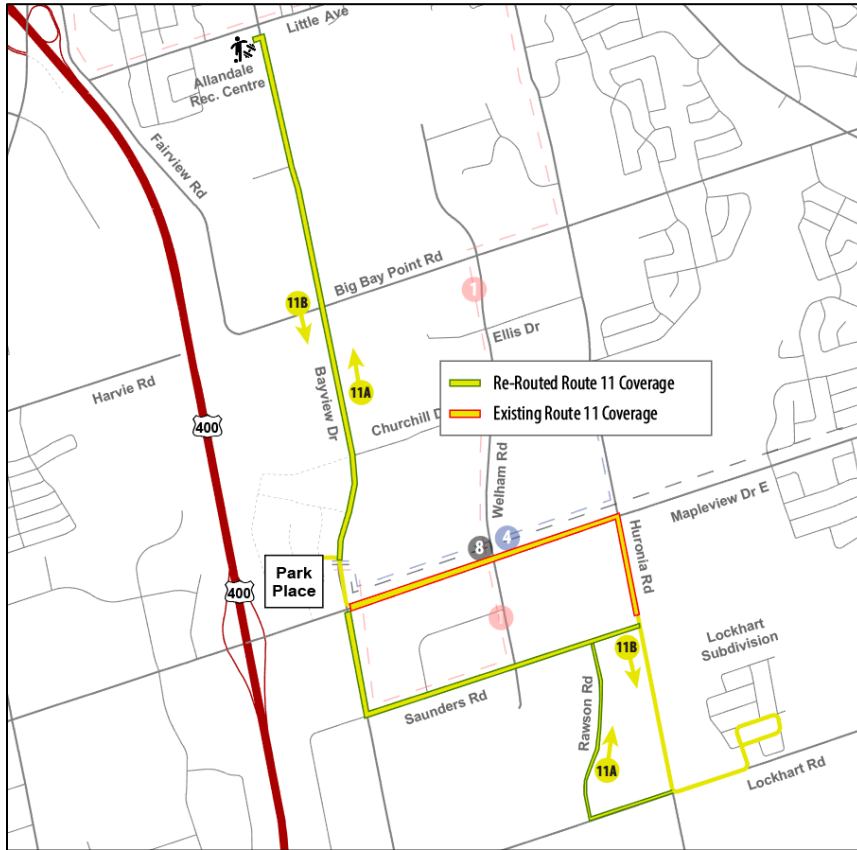 Little Ave
Allandale
Rec. Centre
Fairview Rd
Big Bay Point Rd
11B
1
Ellis Dr
Harvie Rd
Bayview Dr
11A
Re-Routed Route 11 Coverage
Existing Route 11 Coverage
Churchill D
400
Welham Rd
Mapleview Dr E
8
4
Huronia Rd
Park
Place
400
1
11B
Lockhart
Subdivision
Saunders Rd
Rawson Rd
11A
Lockhart Rd